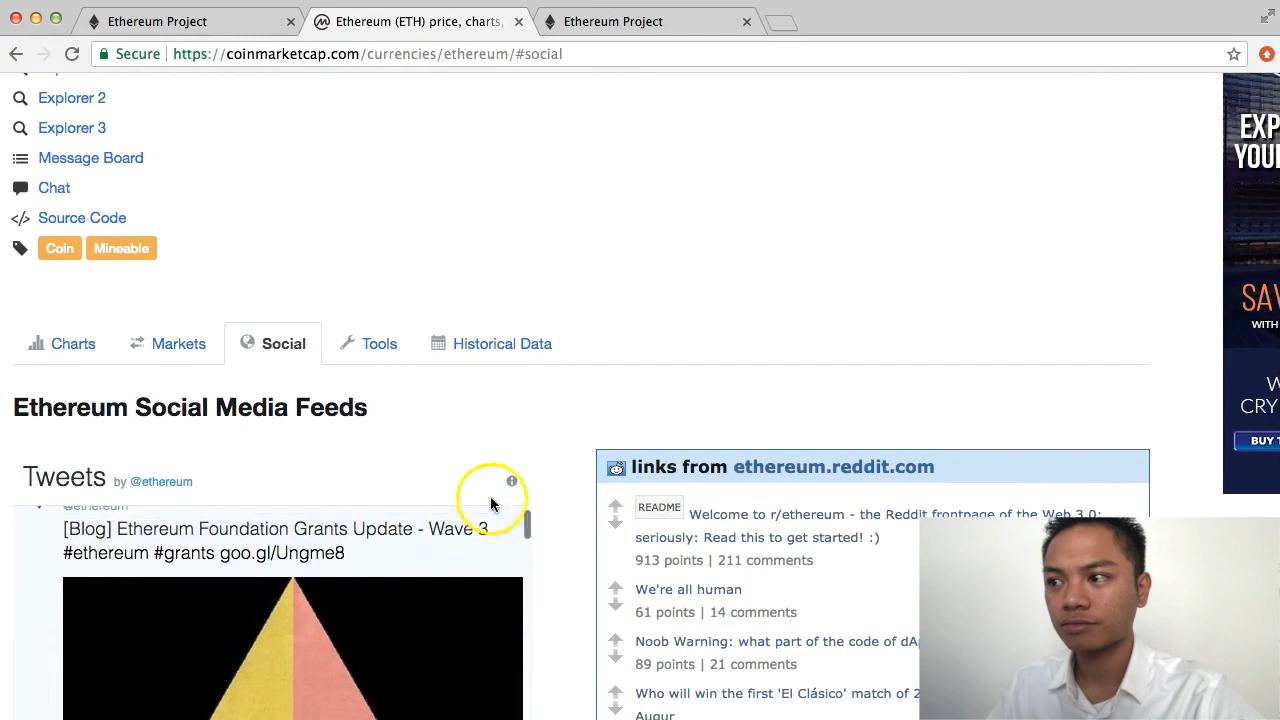 Ethereum Project
Ethereum (ETH) price, charts,
Ethereum Project
Secure https://coinmarketcap.com/currencies/ethereum/#social
Explorer 2
Explorer 3
Message Board
Chat
Source Code
Coin Mineable
Charts Markets Social Tools Historical Data
Ethereum Social Media Feeds
Tweets by @ethereum
@ethereum
[Blog] Ethereum Foundation Grants Update - Wave 3
#ethereum #grants goo.gl/Ungme8
links from ethereum.reddit.com
README Welcome to r/ethereum - the Reddit frontpage of the Web 3.0;
seriously: Read this to get started! :)
913 points | 211 comments
We're all human
61 points | 14 comments
Noob Warning: what part of the code of dAp
89 points | 21 comments
Who will win the first 'El Clásico' match of 2
Augur
EXP
YOUR
SAV
WITH
W
CRY
BUY